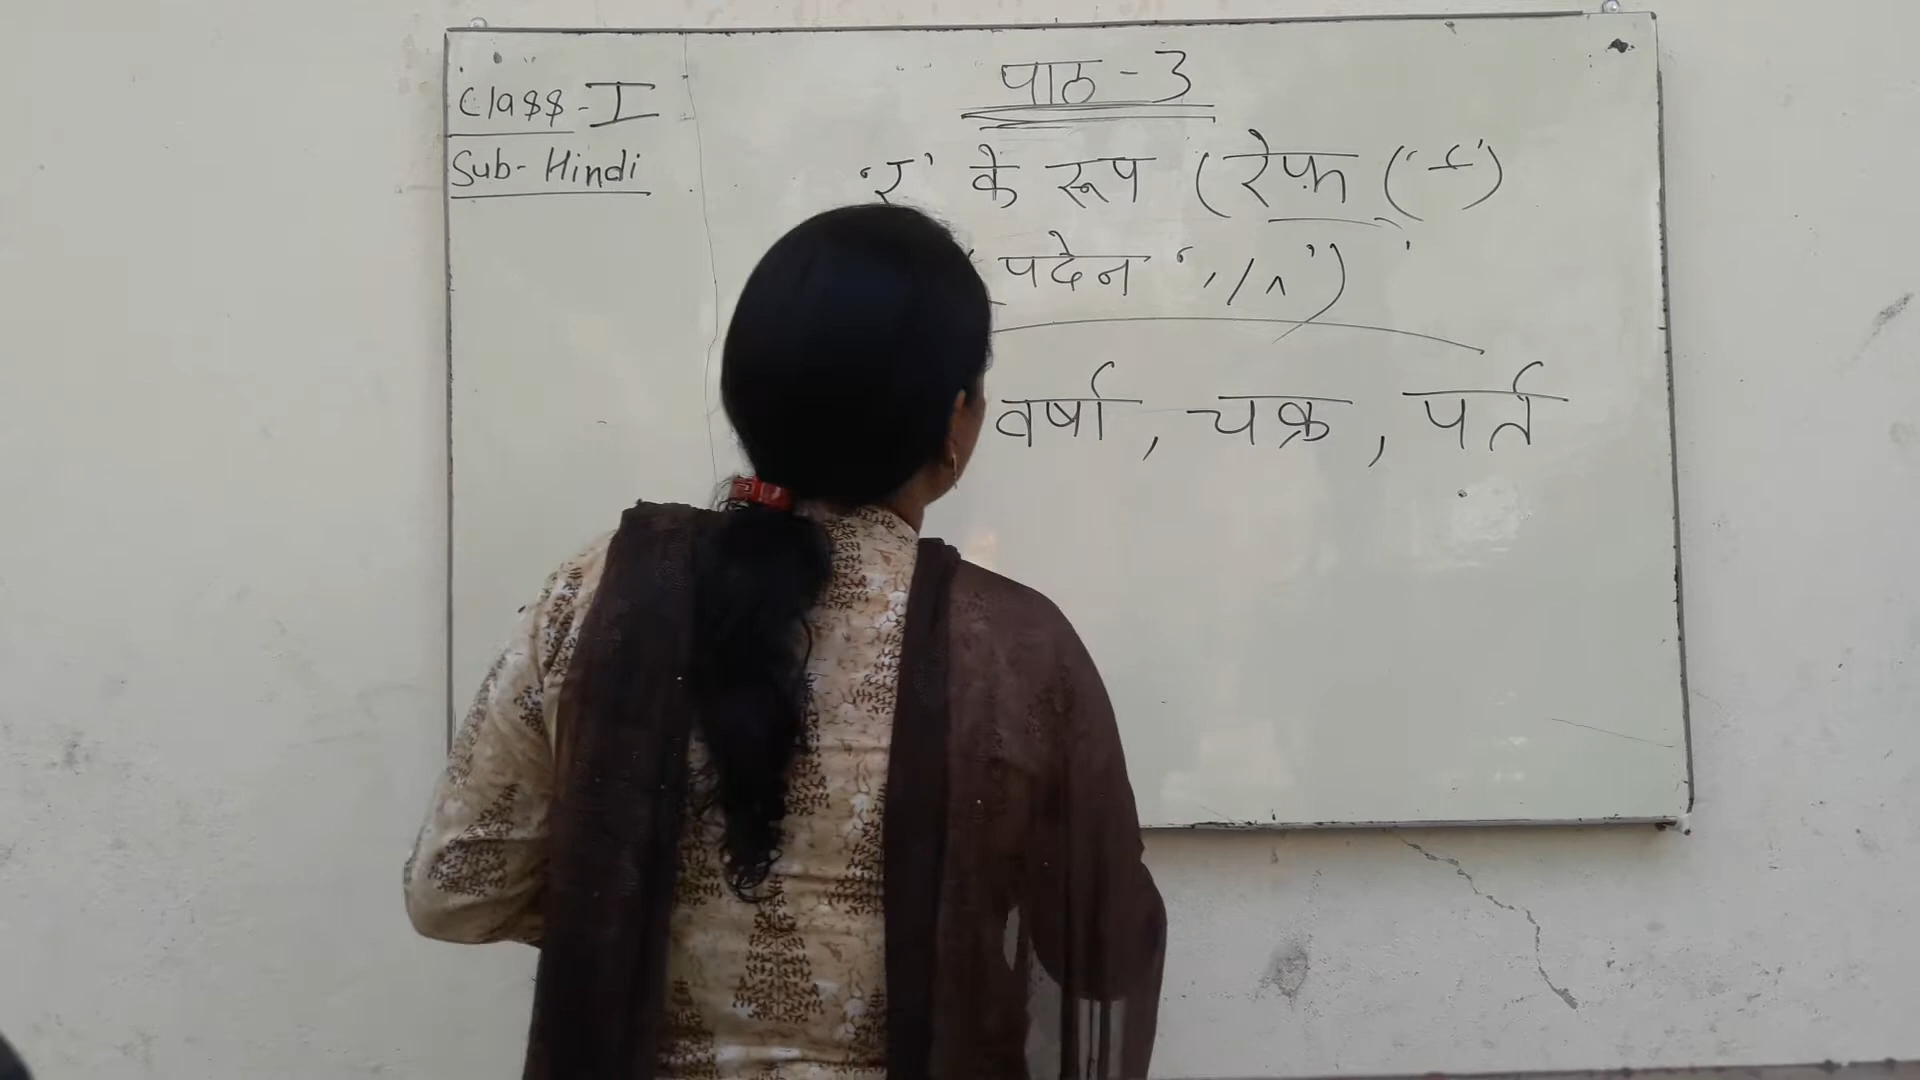 Class-I
Sub-Hindi
पाठ-3
'र' के रूप (रेफ़ ('र्')
(पदेन '्र/^')
वर्षा, चक्र, पर्त